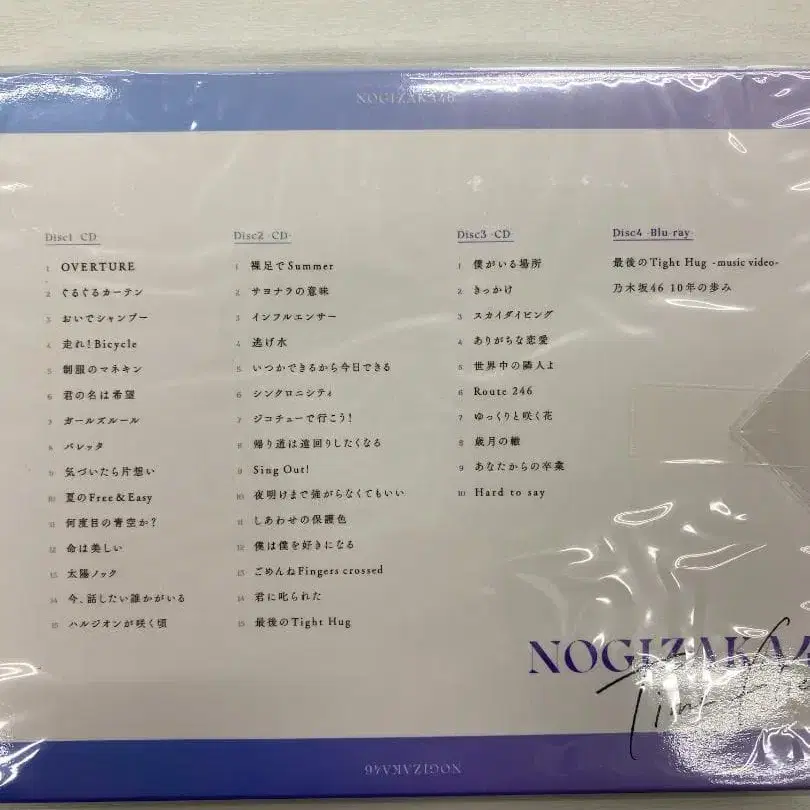 NOGIZAKA46
Disc1 -CD-
1 OVERTURE
2 ぐるぐるカーテン
3 おいでシャンプー
4 走れ!Bicycle
5 制服のマネキン
6 君の名は希望
7 ガールズルール
8 バレッタ
9 気づいたら片想い
10 夏のFree&Easy
11 何度目の青空か?
12 命は美しい
13 太陽ノック
14 今、話したい誰かがいる
15 ハルジオンが咲く頃
Disc2 -CD-
1 裸足でSummer
2 サヨナラの意味
3 インフルエンサー
4 逃げ水
5 いつかできるから今日できる
6 シンクロニシティ
7 ジコチューで行こう!
8 帰り道は遠回りしたくなる
9 Sing Out!
10 夜明けまで強がらなくてもいい
11 しあわせの保護色
12 僕は僕を好きになる
13 ごめんねFingers crossed
14 君に叱られた
15 最後のTight Hug
Disc3 -CD-
1 僕がいる場所
2 きっかけ
3 スカイダイビング
4 ありがちな恋愛
5 世界中の隣人よ
6 Route 246
7 ゆっくりと咲く花
8 歳月の轍
9 あなたからの卒業
10 Hard to say
Disc4 -Blu-ray-
最後のTight Hug -music video-
乃木坂46 10年の歩み
NOGIZAKA4
Time
NOGIZAKA46